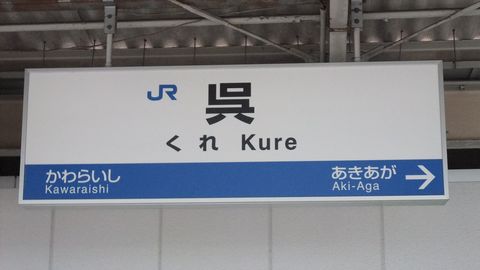 JR 呉
くれ Kure
かわらいし あきあが →
Kawaraishi Aki-Aga